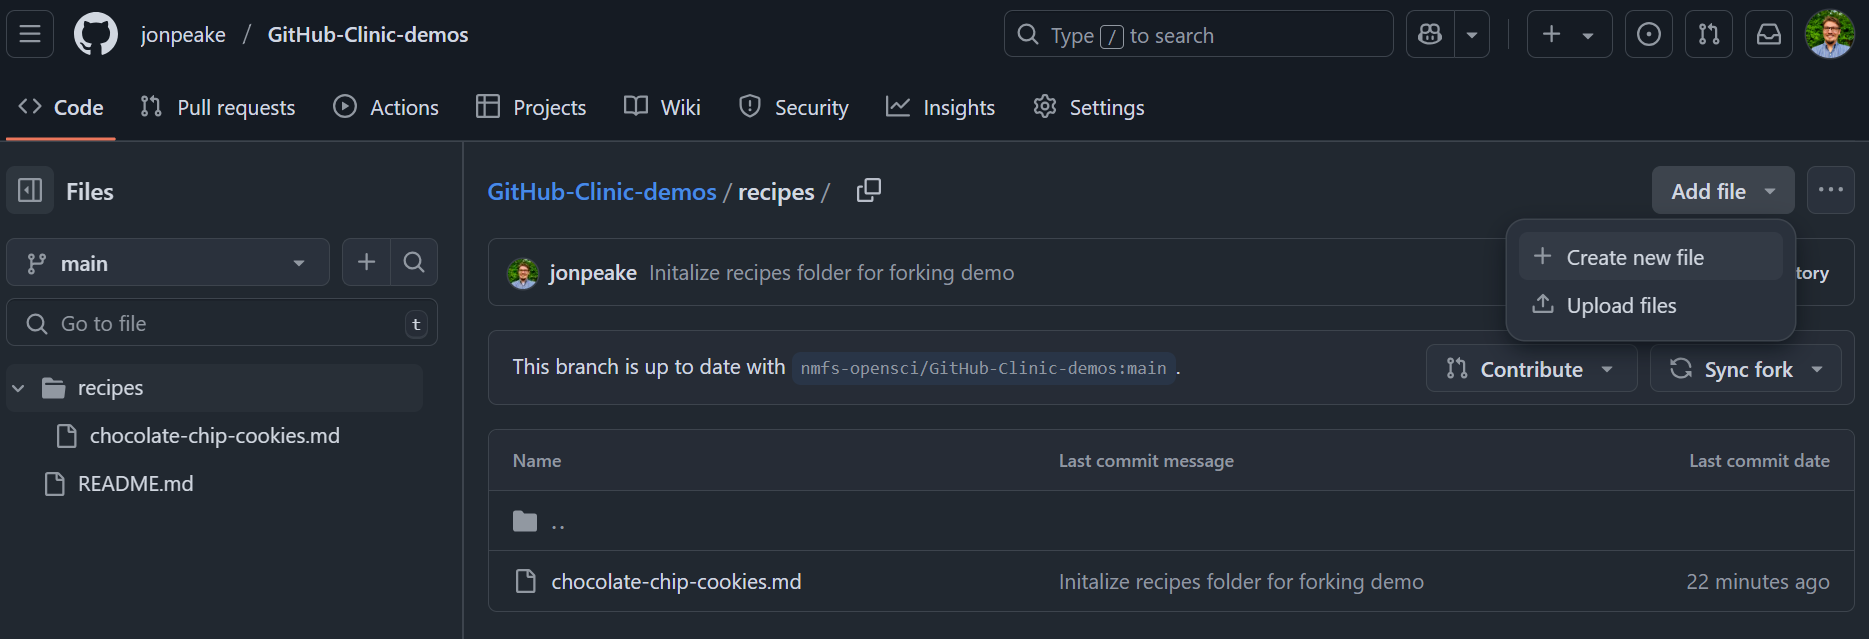 jonpeake / GitHub-Clinic-demos
Type / to search
Code
Pull requests
Actions
Projects
Wiki
Security
Insights
Settings
Files
main
Go to file
t
recipes
chocolate-chip-cookies.md
README.md
GitHub-Clinic-demos / recipes /
Add file
Create new file
Upload files
jonpeake Initalize recipes folder for forking demo
tory
This branch is up to date with nmfs-opensci/GitHub-Clinic-demos:main .
Contribute
Sync fork
Name Last commit message Last commit date
..
chocolate-chip-cookies.md Initalize recipes folder for forking demo 22 minutes ago